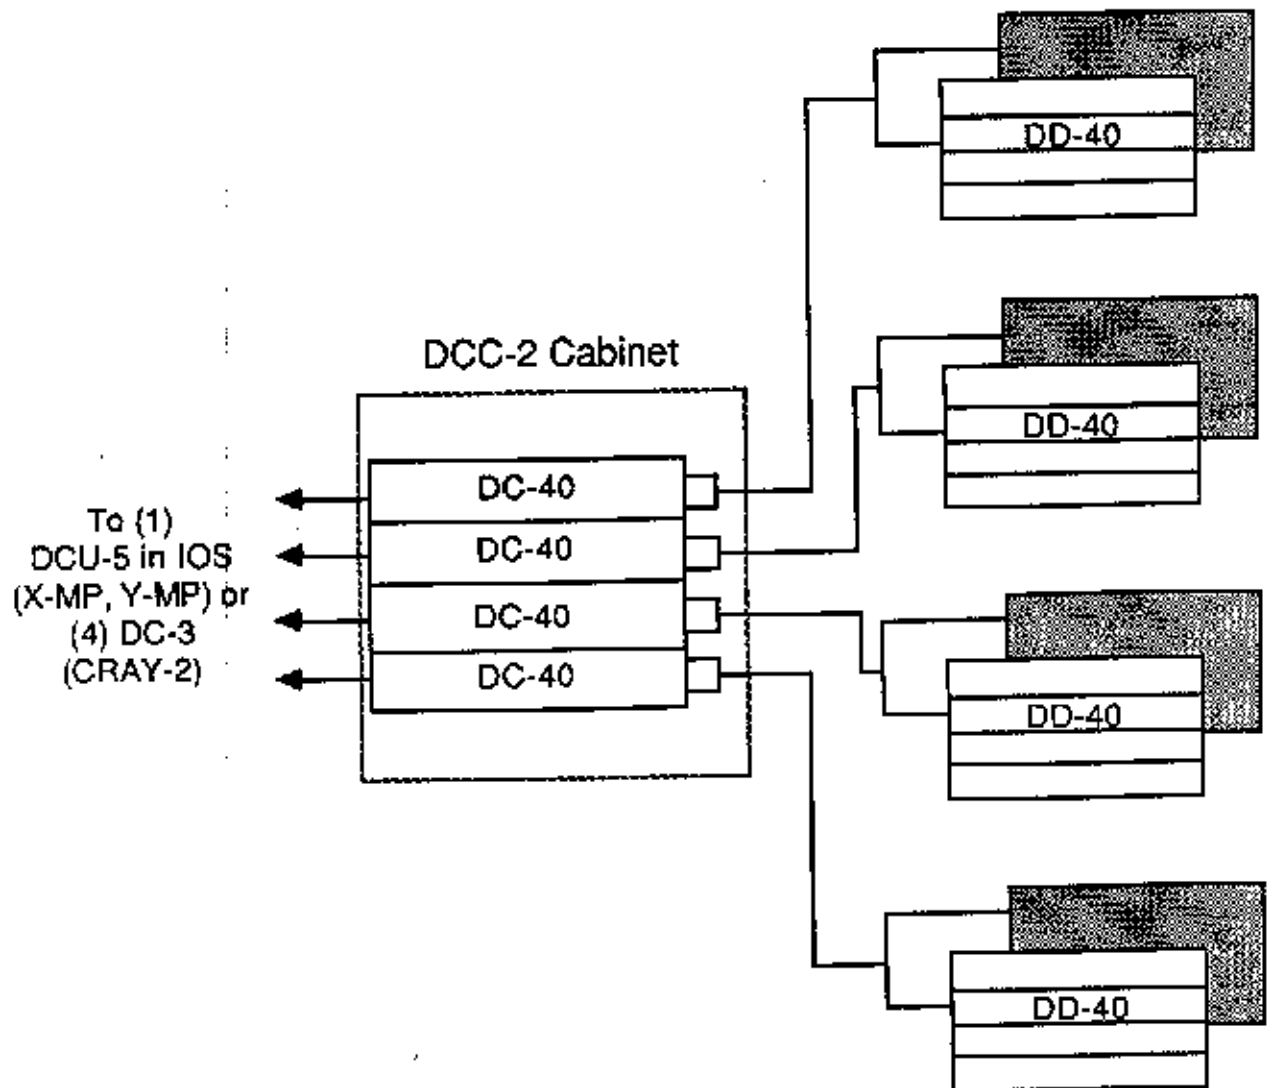 DD-40
DD-40
DCC-2 Cabinet
DC-40
DC-40
DC-40
DC-40
To (1)
DCU-5 in IOS
(X-MP, Y-MP) or
(4) DC-3
(CRAY-2)
DD-40
DD-40